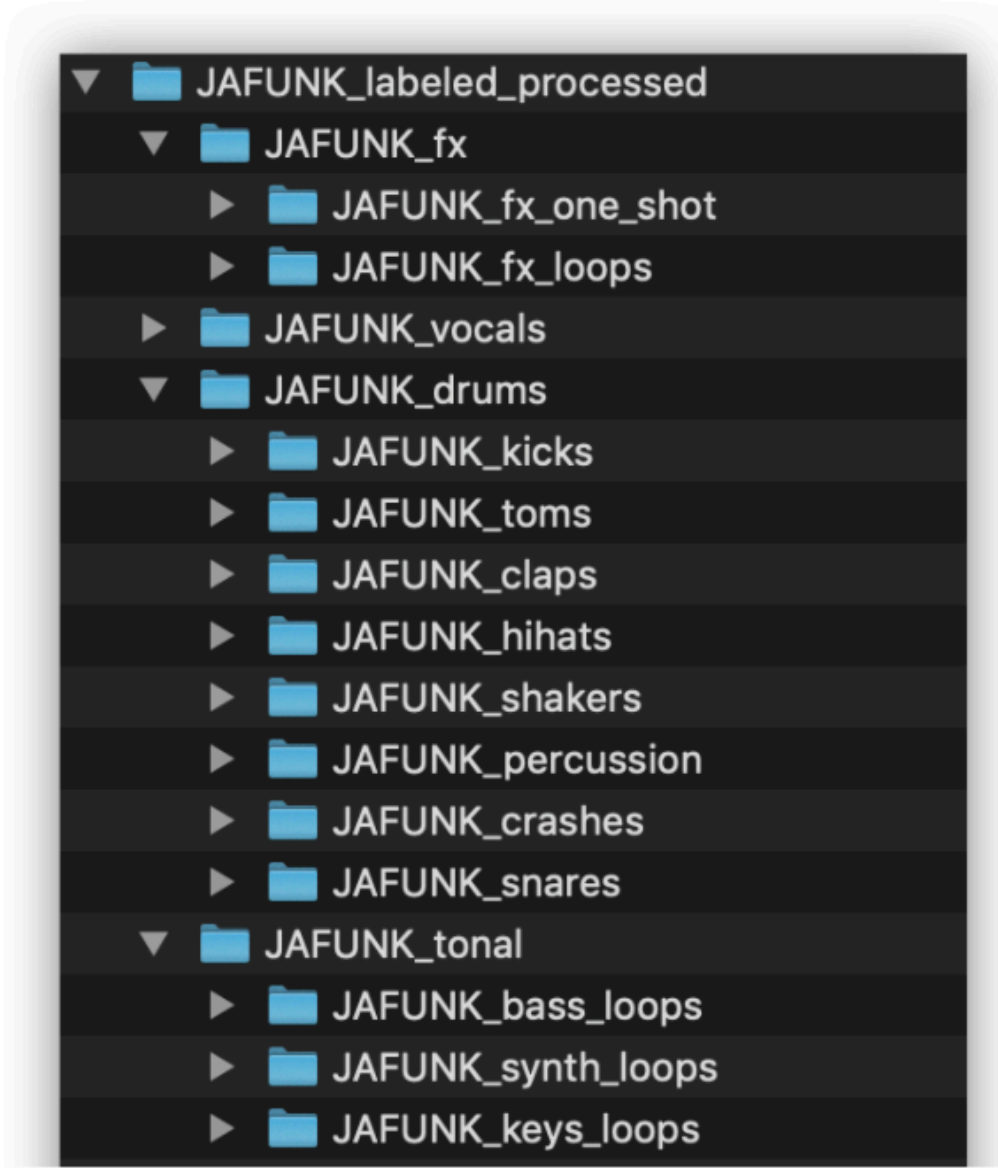 JAFUNK_labeled_processed
JAFUNK_fx
JAFUNK_fx_one_shot
JAFUNK_fx_loops
JAFUNK_vocals
JAFUNK_drums
JAFUNK_kicks
JAFUNK_toms
JAFUNK_claps
JAFUNK_hihats
JAFUNK_shakers
JAFUNK_percussion
JAFUNK_crashes
JAFUNK_snares
JAFUNK_tonal
JAFUNK_bass_loops
JAFUNK_synth_loops
JAFUNK_keys_loops